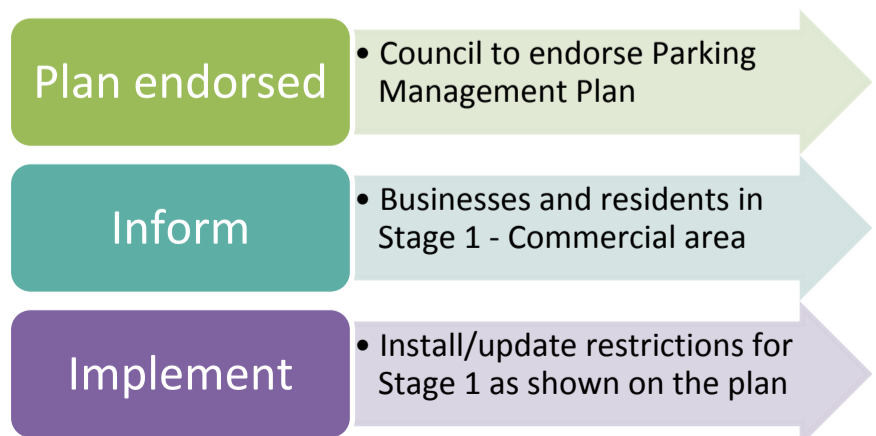 Plan endorsed
• Council to endorse Parking
Management Plan
Inform
• Businesses and residents in
Stage 1 - Commercial area
Implement
• Install/update restrictions for
Stage 1 as shown on the plan